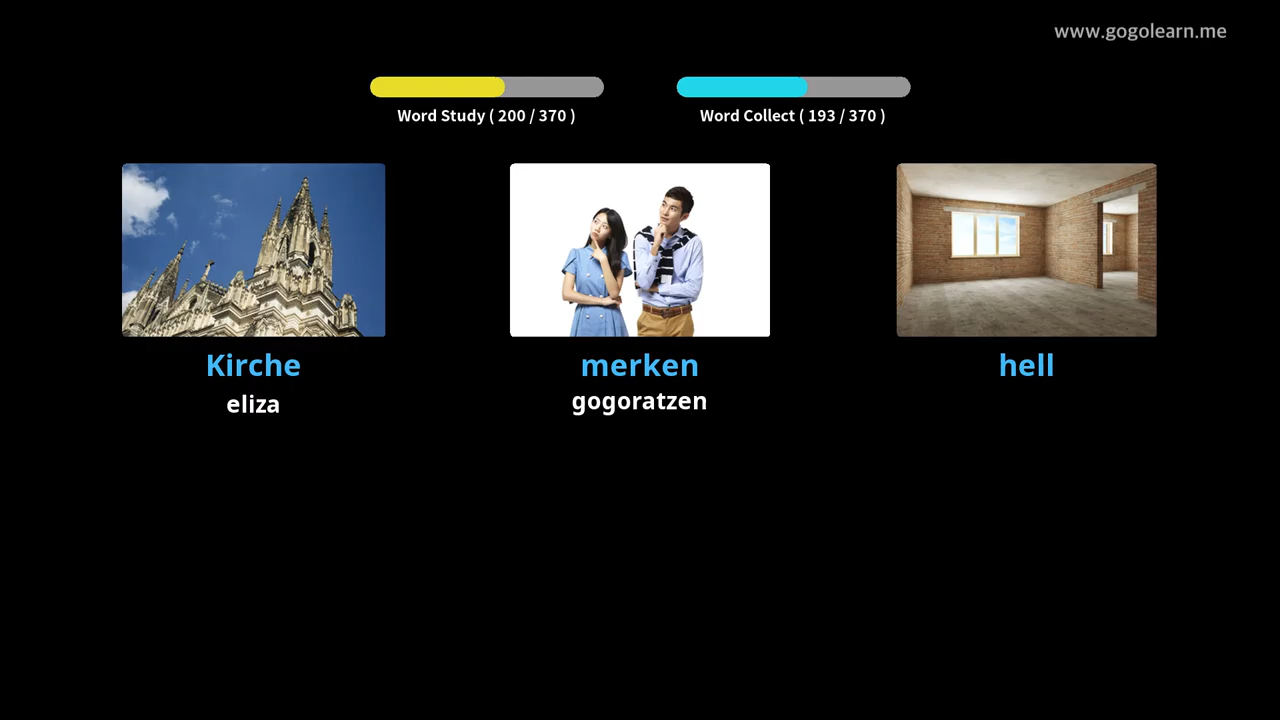 www.gogolearn.me
Word Study ( 200 / 370 )
Word Collect ( 193 / 370 )
Kirche
eliza
merken
gogoratzen
hell